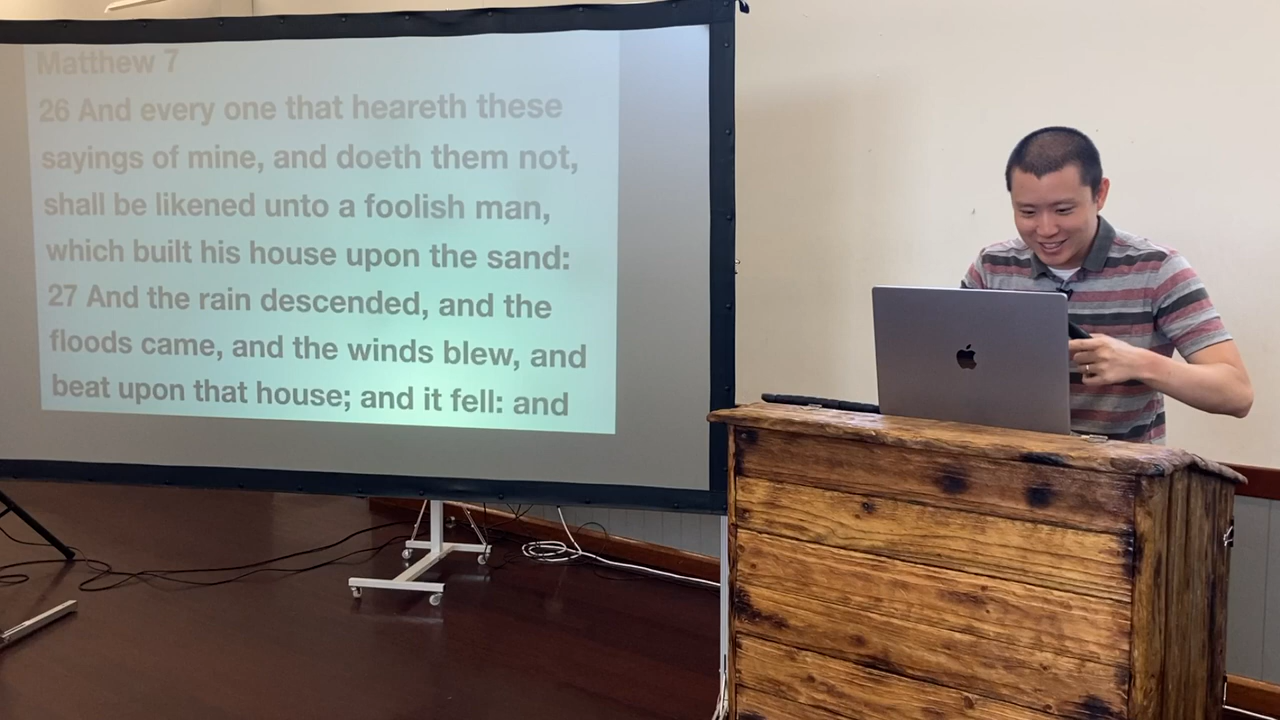 Matthew 7
26 And every one that heareth these
sayings of mine, and doeth them not,
shall be likened unto a foolish man,
which built his house upon the sand:
27 And the rain descended, and the
floods came, and the winds blew, and
beat upon that house; and it fell: and